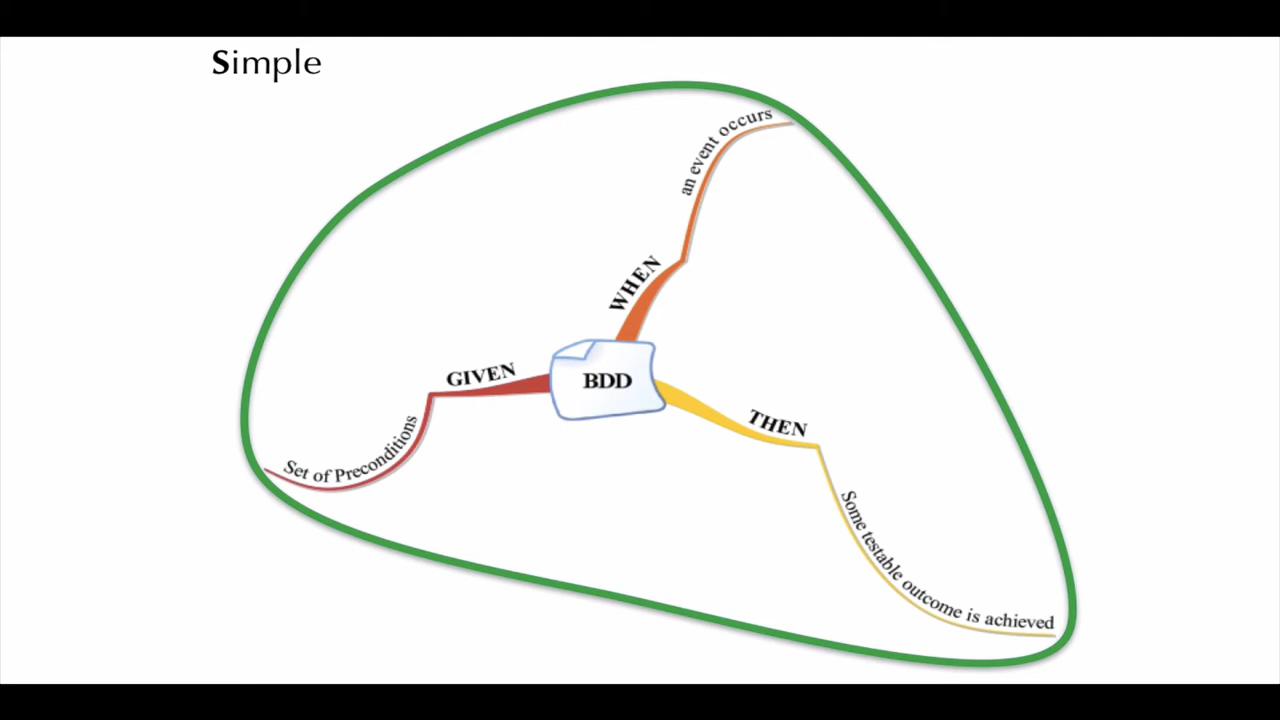 Simple
an event occurs
WHEN
GIVEN
BDD
THEN
Set of Preconditions
Some testable outcome is achieved